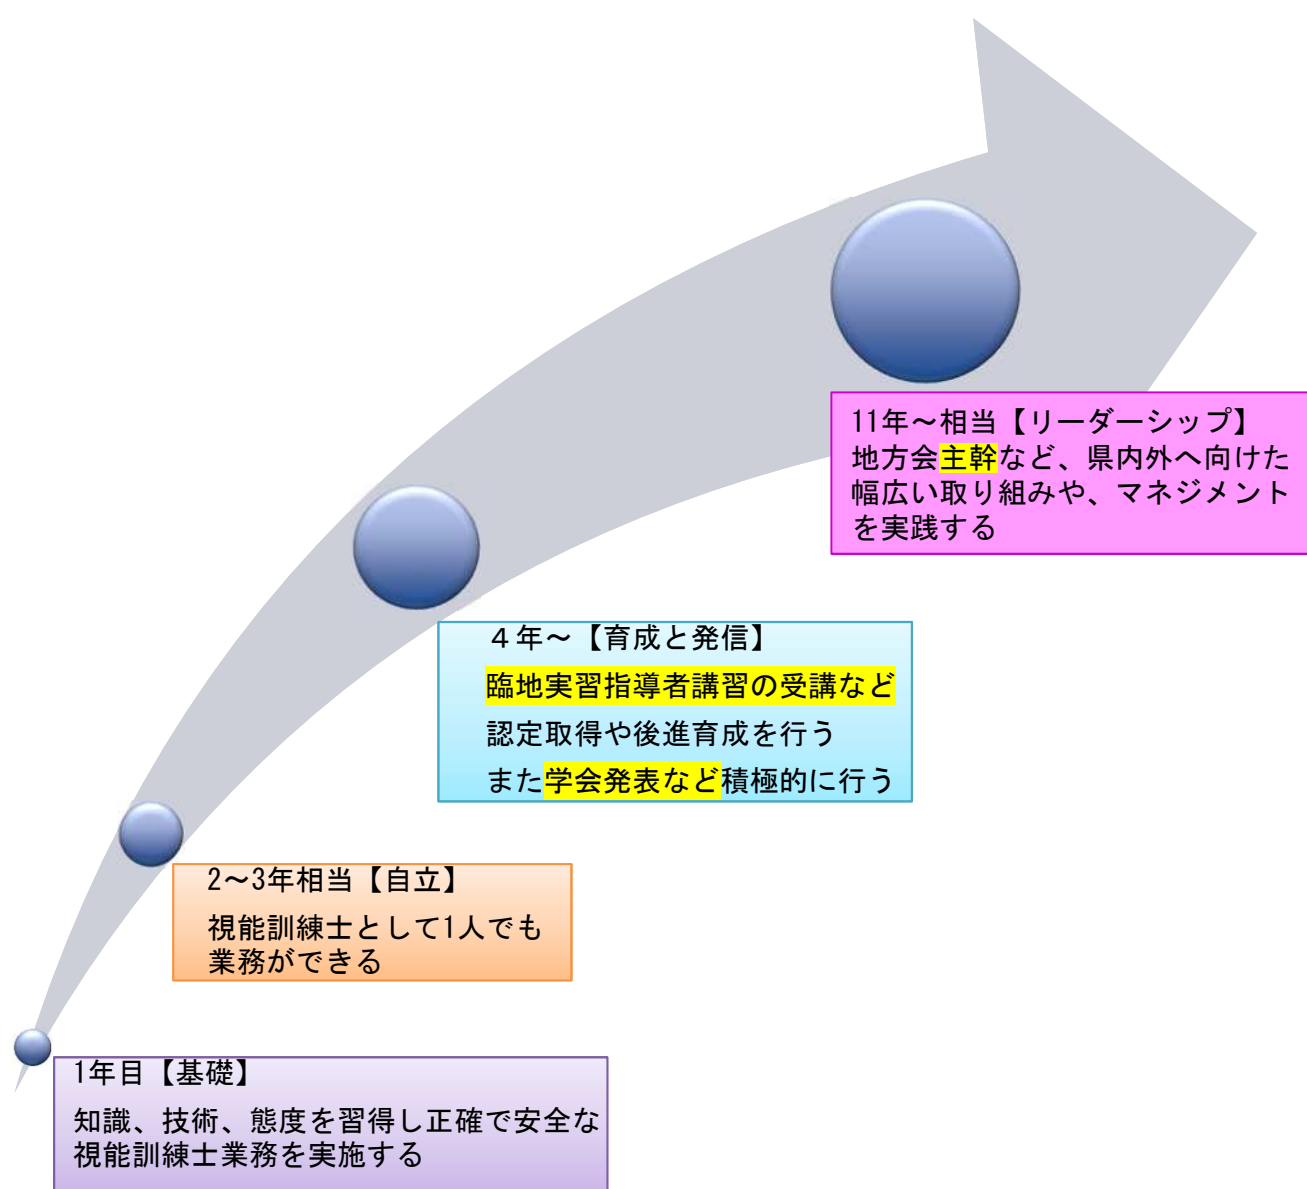 11年～相当【リーダーシップ】
地方会主幹など、県内外へ向けた
幅広い取り組みや、マネジメント
を実践する
４年～【育成と発信】
臨地実習指導者講習の受講など
認定取得や後進育成を行う
また学会発表など積極的に行う
2～3年相当【自立】
視能訓練士として1人でも
業務ができる
1年目【基礎】
知識、技術、態度を習得し正確で安全な
視能訓練士業務を実施する